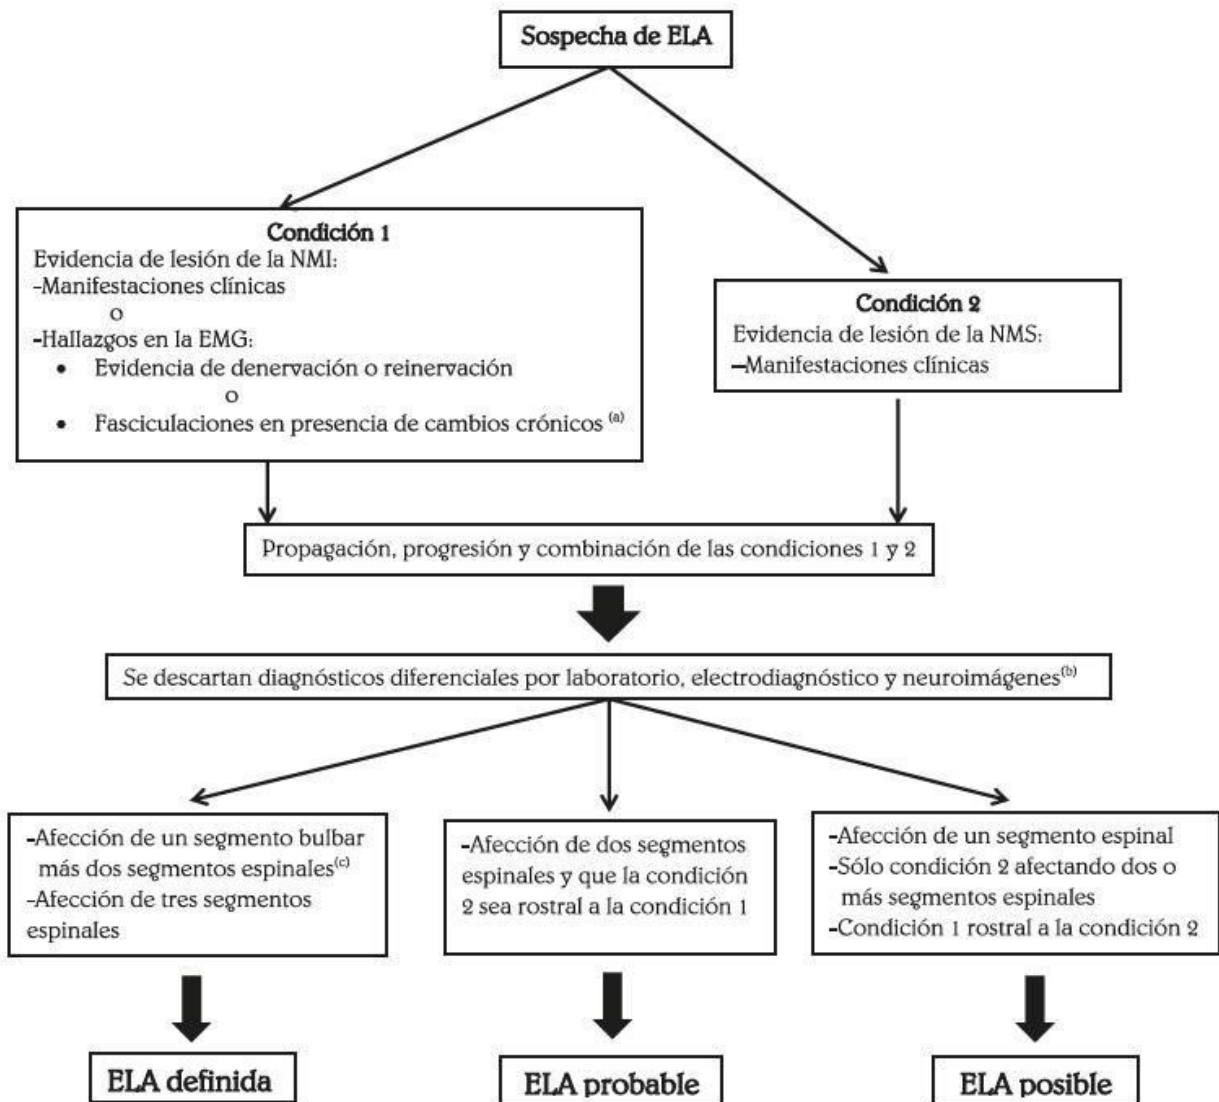 Sospecha de ELA
Condición 1
Evidencia de lesión de la NMI:
-Manifestaciones clínicas
o
-Hallazgos en la EMG:
• Evidencia de denervación o reinervación
o
• Fasciculaciones en presencia de cambios crónicos (a)
Condición 2
Evidencia de lesión de la NMS:
-Manifestaciones clínicas
Propagación, progresión y combinación de las condiciones 1 y 2
Se descartan diagnósticos diferenciales por laboratorio, electrodiagnóstico y neuroimágenes(b)
-Afección de un segmento bulbar
más dos segmentos espinales(c)
-Afección de tres segmentos
espinales
-Afección de dos segmentos
espinales y que la condición
2 sea rostral a la condición 1
-Afección de un segmento espinal
-Sólo condición 2 afectando dos o
más segmentos espinales
-Condición 1 rostral a la condición 2
ELA definida
ELA probable
ELA posible